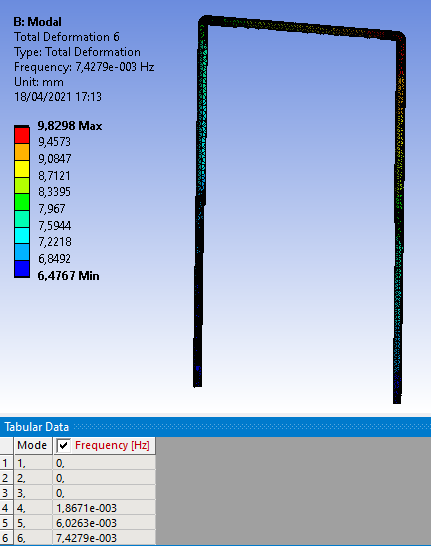 B: Modal
Total Deformation 6
Type: Total Deformation
Frequency: 7,4279e-003 Hz
Unit: mm
18/04/2021 17:13
9,8298 Max
9,4573
9,0847
8,7121
8,3395
7,967
7,5944
7,2218
6,8492
6,4767 Min
Tabular Data
Mode Frequency [Hz]
1 1, 0,
2 2, 0,
3 3, 0,
4 4, 1,8671e-003
5 5, 6,0263e-003
6 6, 7,4279e-003